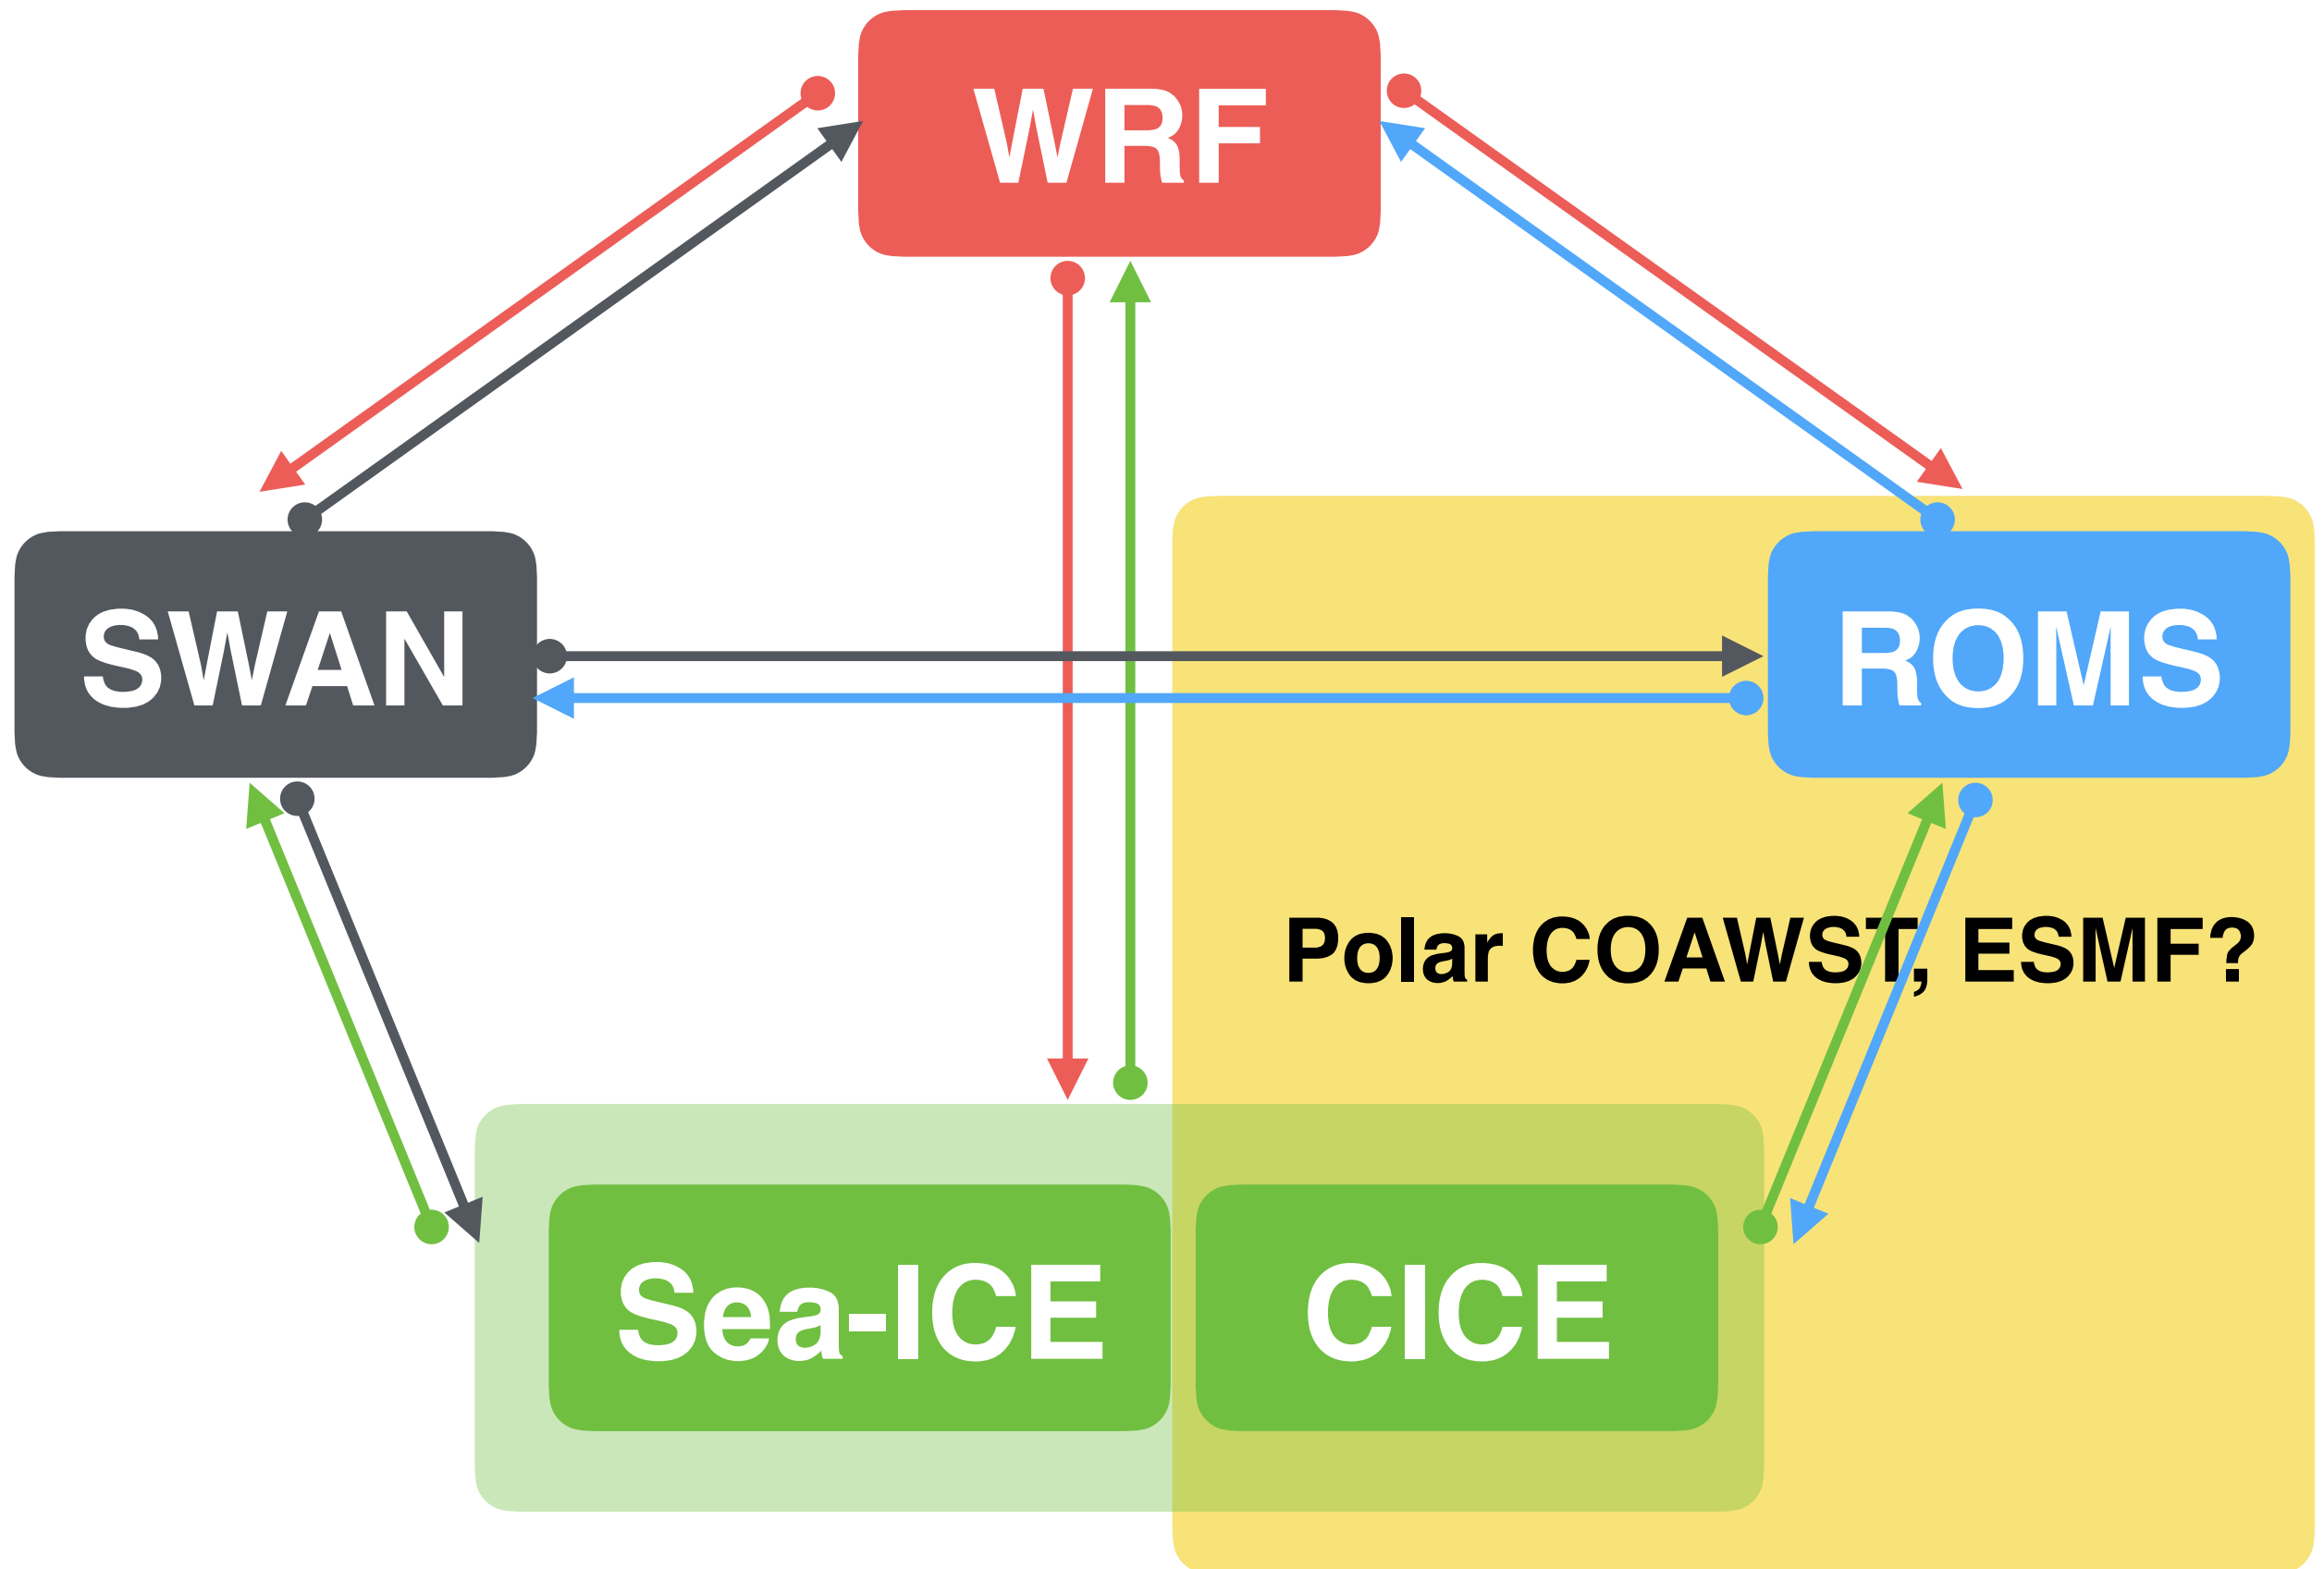 WRF
SWAN
ROMS
Polar COAWST, ESMF?
Sea-ICE
CICE